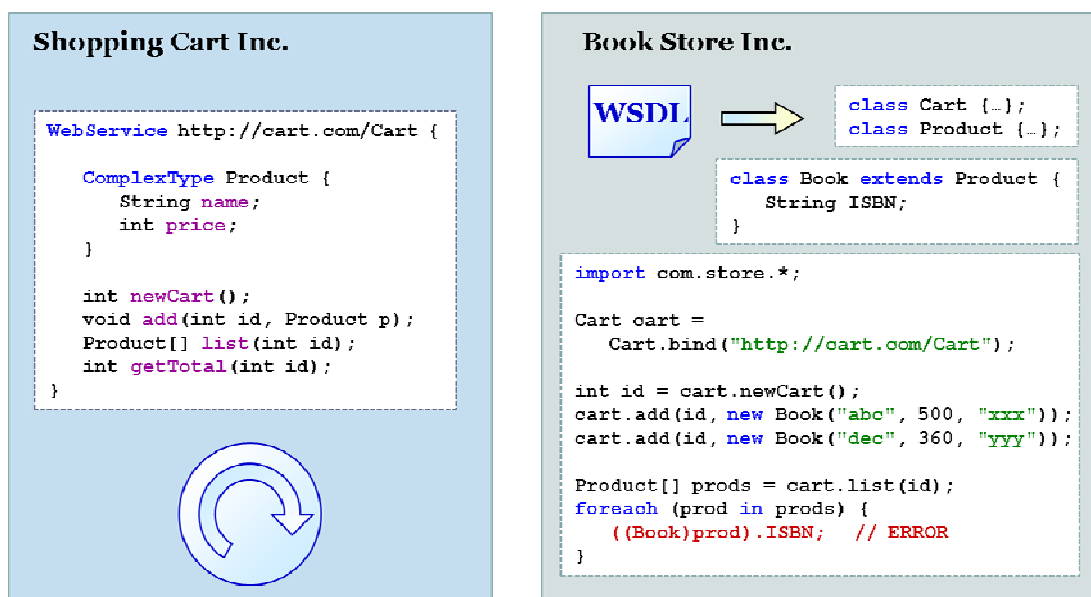 Shopping Cart Inc.
WebService http://cart.com/Cart {
ComplexType Product {
String name;
int price;
}
int newCart();
void add(int id, Product p);
Product[] list(int id);
int getTotal(int id);
}
Book Store Inc.
WSDL
class Cart {…};
class Product {…};
class Book extends Product {
String ISBN;
}
import com.store.*;
Cart cart =
Cart.bind("http://cart.com/Cart");
int id = cart.newCart();
cart.add(id, new Book("abc", 500, "xxx"));
cart.add(id, new Book("dec", 360, "yyy"));
Product[] prods = cart.list(id);
foreach (prod in prods) {
((Book)prod).ISBN; // ERROR
}